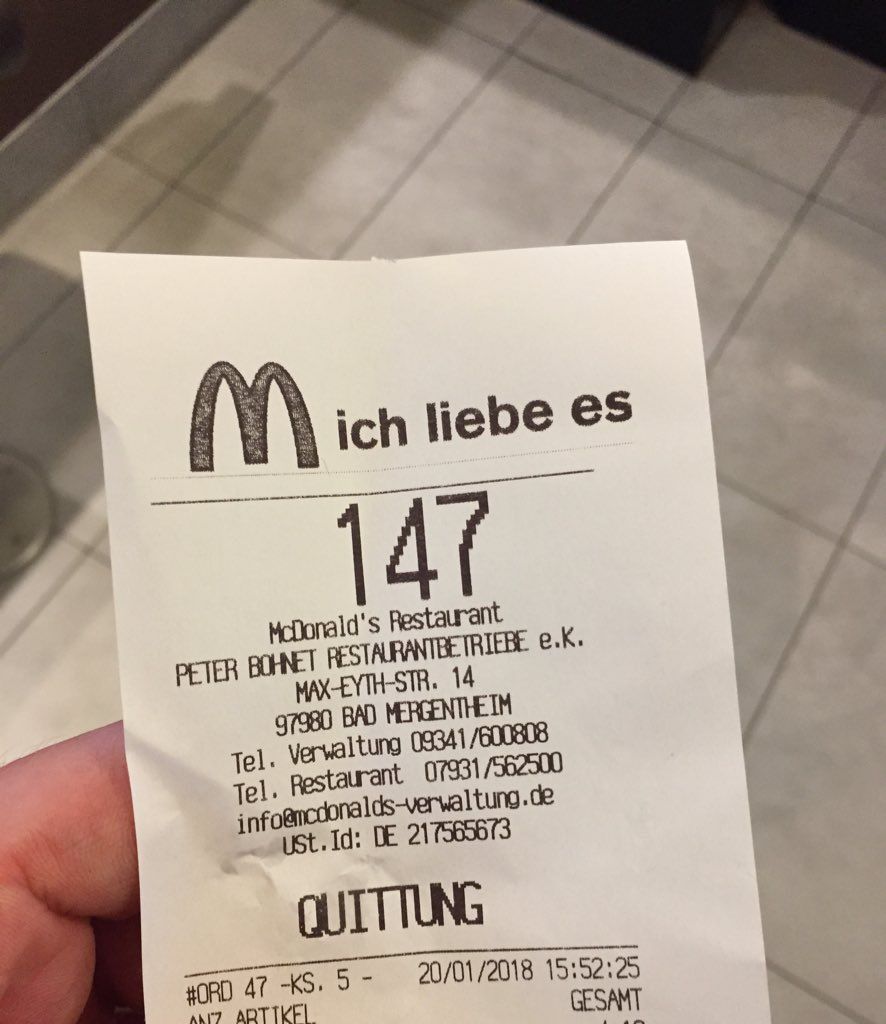 ich liebe es
147
McDonald's Restaurant
PETER BOHNET RESTAURANTBETRIEBE e.K.
MAX-EYTH-STR. 14
97980 BAD MERGENTHEIM
Tel. Verwaltung 09341/600808
Tel. Restaurant 07931/562500
info@mcdonalds-verwaltung.de
USt.Id: DE 217565673
QUITTUNG
#ORD 47 -KS. 5 - 20/01/2018 15:52:25
ANZ ARTIKEL GESAMT